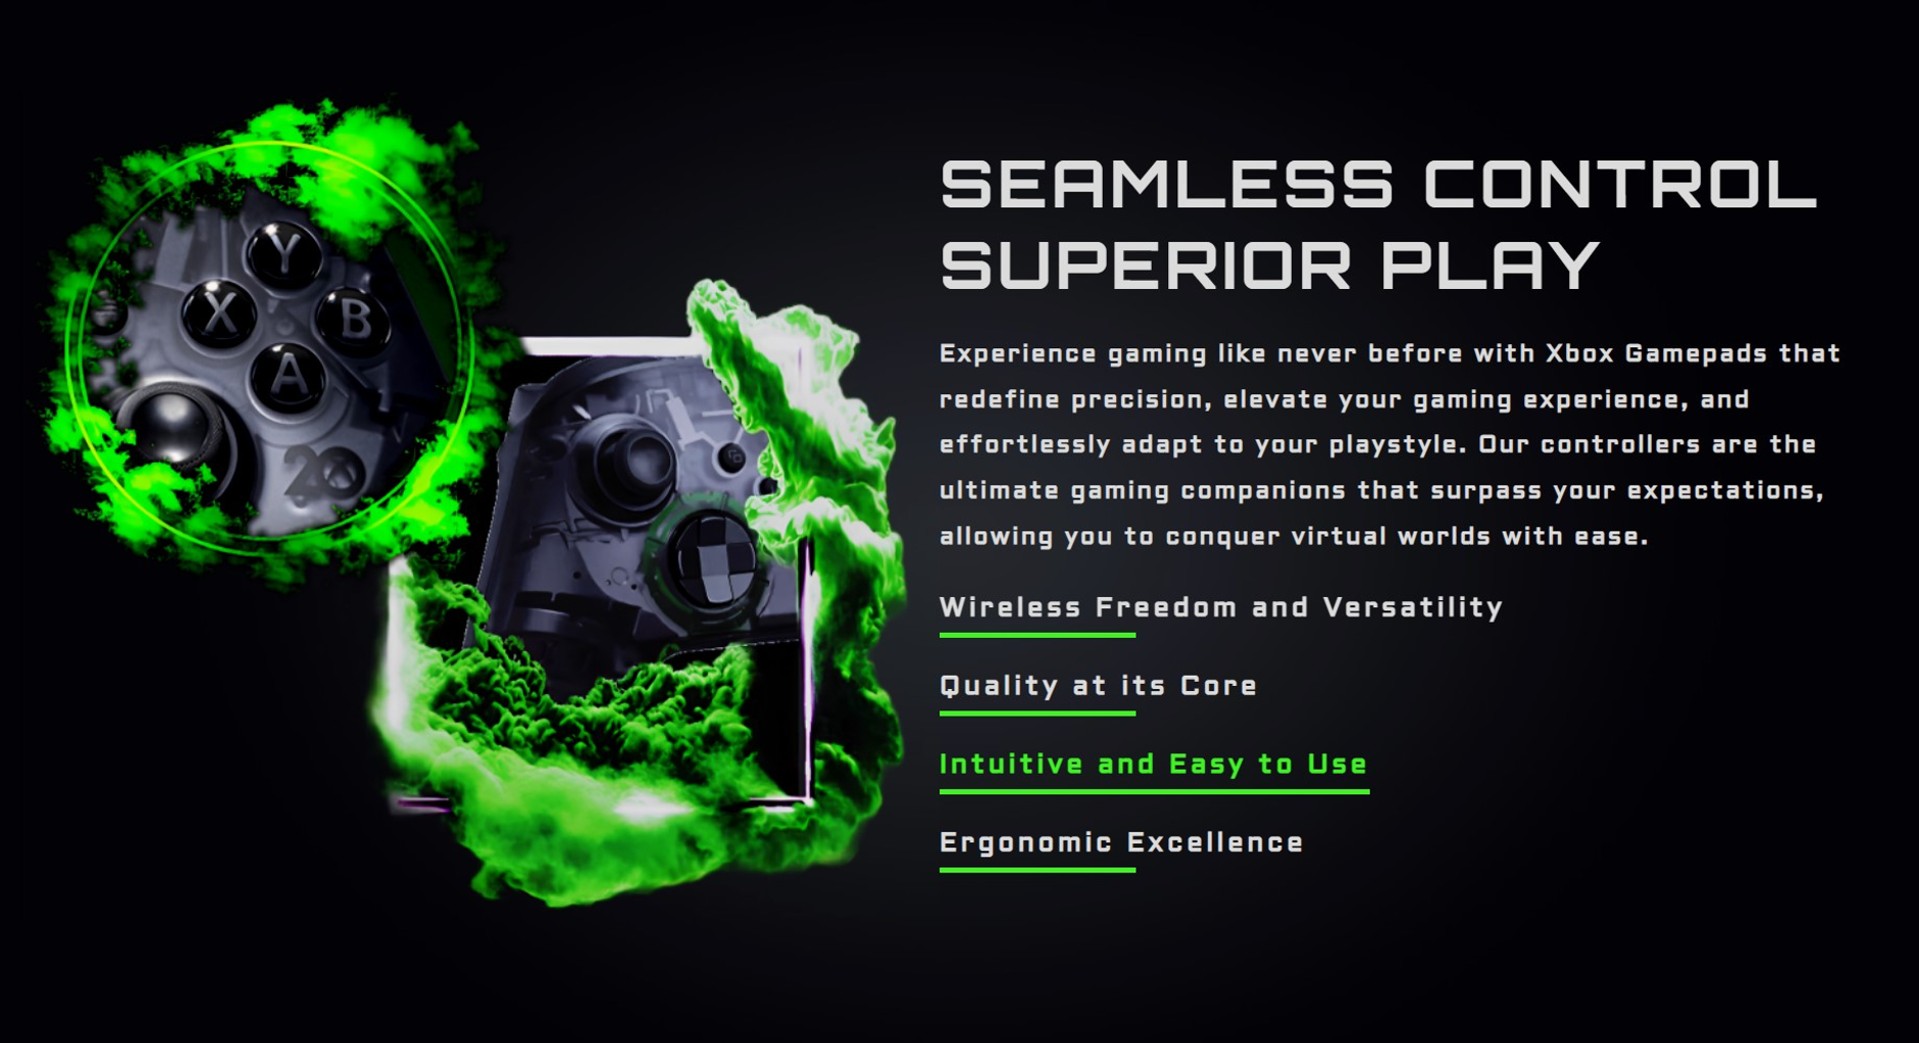 Y
X
B
A
20
SEAMLESS CONTROL
SUPERIOR PLAY
Experience gaming like never before with Xbox Gamepads that
redefine precision, elevate your gaming experience, and
effortlessly adapt to your playstyle. Our controllers are the
ultimate gaming companions that surpass your expectations,
allowing you to conquer virtual worlds with ease.
Wireless Freedom and Versatility
Quality at its Core
Intuitive and Easy to Use
Ergonomic Excellence